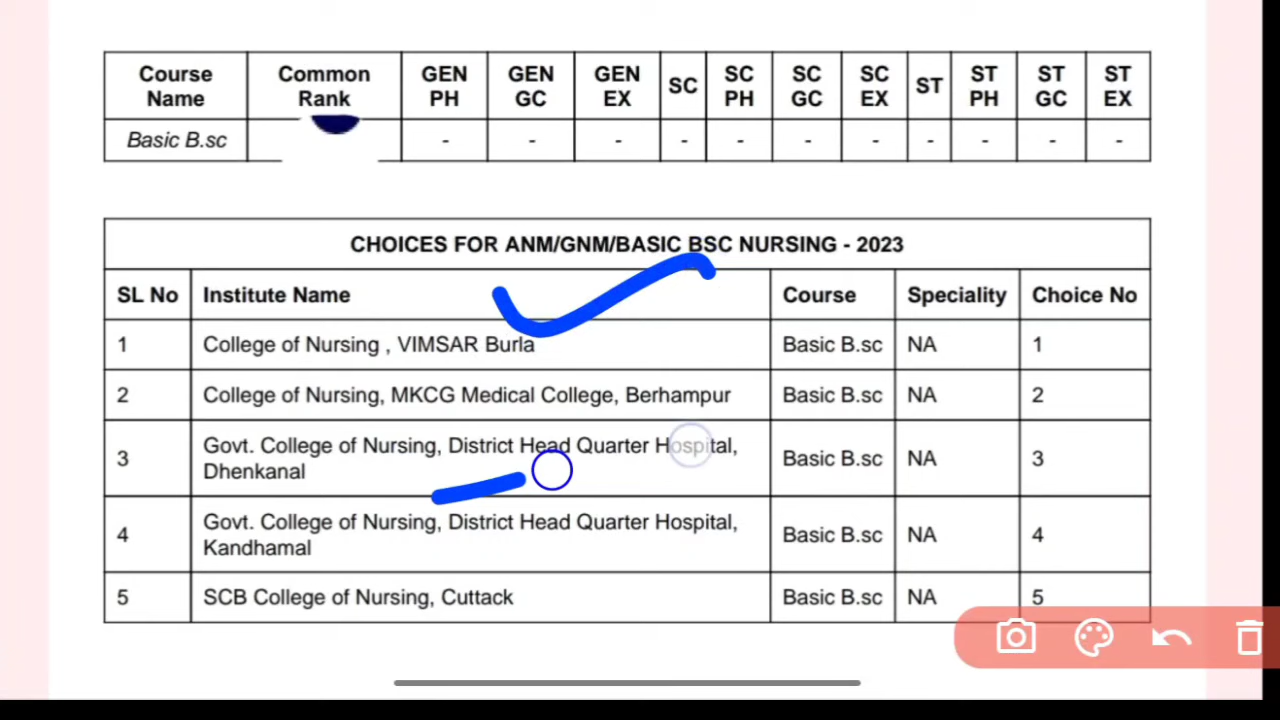 Course Name Common Rank GEN PH GEN GC GEN EX SC SC PH SC GC SC EX ST ST PH ST GC ST EX
Basic B.sc - - - - - - - - - - -
CHOICES FOR ANM/GNM/BASIC BSC NURSING - 2023
SL No Institute Name Course Speciality Choice No
1 College of Nursing , VIMSAR Burla Basic B.sc NA 1
2 College of Nursing, MKCG Medical College, Berhampur Basic B.sc NA 2
3 Govt. College of Nursing, District Head Quarter Hospital, Dhenkanal Basic B.sc NA 3
4 Govt. College of Nursing, District Head Quarter Hospital, Kandhamal Basic B.sc NA 4
5 SCB College of Nursing, Cuttack Basic B.sc NA 5